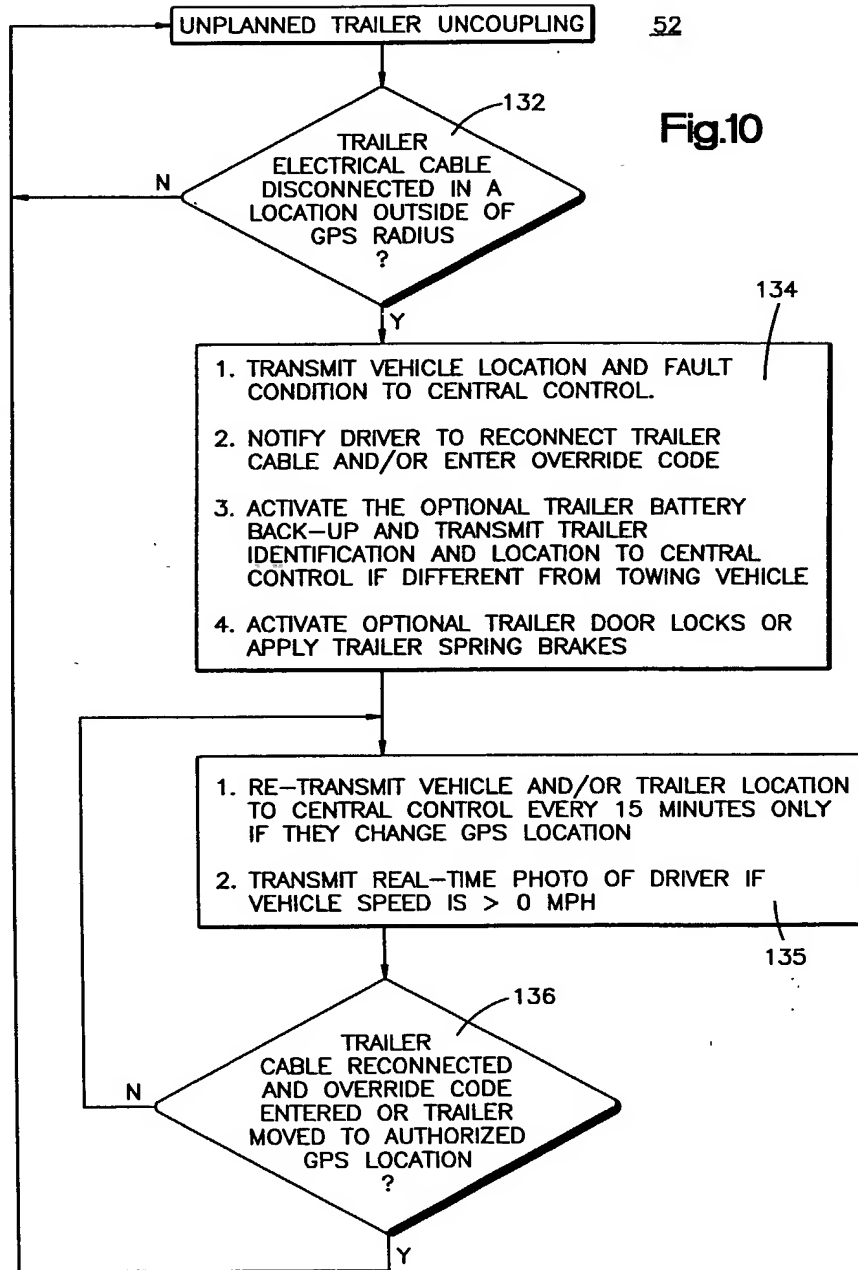 UNPLANNED TRAILER UNCOUPLING
52
Fig.10
132
TRAILER
ELECTRICAL CABLE
DISCONNECTED IN A
LOCATION OUTSIDE OF
GPS RADIUS
?
N
Y
134
1. TRANSMIT VEHICLE LOCATION AND FAULT
CONDITION TO CENTRAL CONTROL.
2. NOTIFY DRIVER TO RECONNECT TRAILER
CABLE AND/OR ENTER OVERRIDE CODE
3. ACTIVATE THE OPTIONAL TRAILER BATTERY
BACK-UP AND TRANSMIT TRAILER
IDENTIFICATION AND LOCATION TO CENTRAL
CONTROL IF DIFFERENT FROM TOWING VEHICLE
4. ACTIVATE OPTIONAL TRAILER DOOR LOCKS OR
APPLY TRAILER SPRING BRAKES
1. RE-TRANSMIT VEHICLE AND/OR TRAILER LOCATION
TO CENTRAL CONTROL EVERY 15 MINUTES ONLY
IF THEY CHANGE GPS LOCATION
2. TRANSMIT REAL-TIME PHOTO OF DRIVER IF
VEHICLE SPEED IS > 0 MPH
135
136
TRAILER
CABLE RECONNECTED
AND OVERRIDE CODE
ENTERED OR TRAILER
MOVED TO AUTHORIZED
GPS LOCATION
?
N
Y